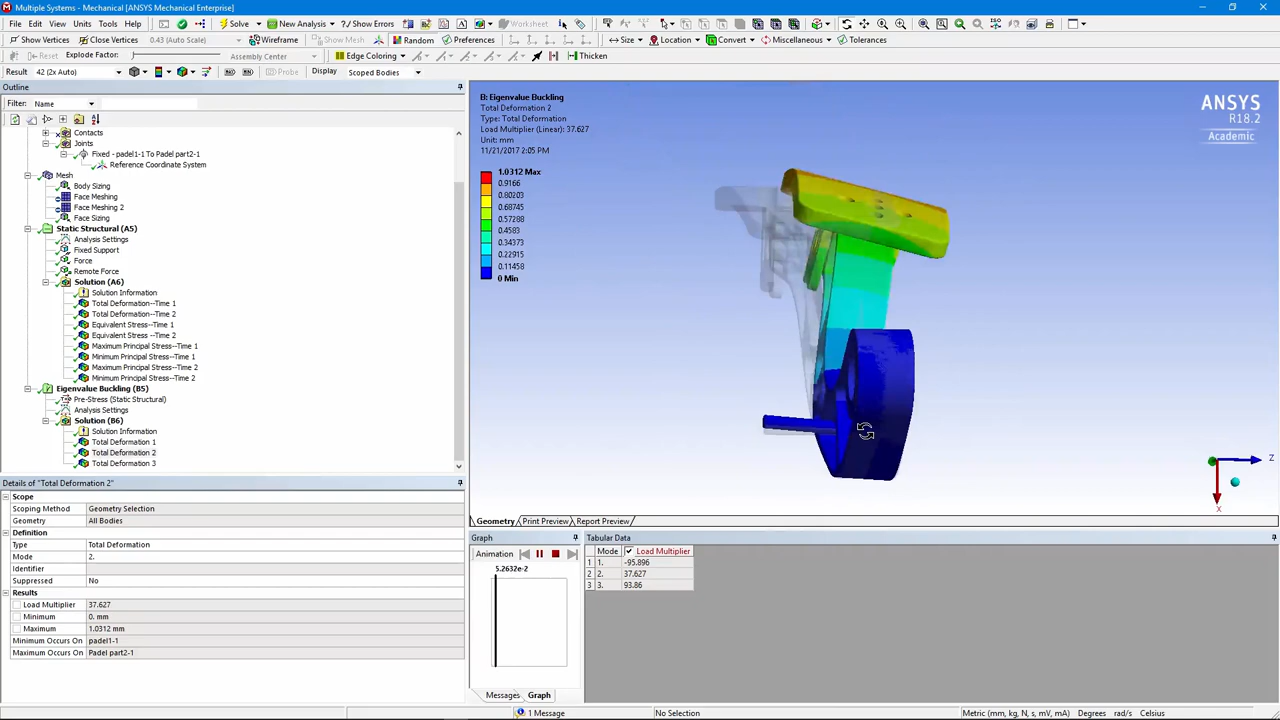 Multiple Systems - Mechanical [ANSYS Mechanical Enterprise]
File Edit View Units Tools Help Solve New Analysis ?/ Show Errors Worksheet
Show Vertices Close Vertices 0.43 (Auto Scale) Wireframe Show Mesh Random Preferences Size Location Convert Miscellaneous Tolerances
Reset Explode Factor: Assembly Center Edge Coloring Thicken
Result 42 (2x Auto) Probe Display Scoped Bodies
Outline
Filter: Name
Contacts
Joints
Fixed - padel1-1 To Padel part2-1
Reference Coordinate System
Mesh
Body Sizing
Face Meshing
Face Meshing 2
Face Sizing
Static Structural (A5)
Analysis Settings
Fixed Support
Force
Remote Force
Solution (A6)
Solution Information
Total Deformation--Time 1
Total Deformation--Time 2
Equivalent Stress--Time 1
Equivalent Stress --Time 2
Maximum Principal Stress--Time 1
Minimum Principal Stress--Time 1
Maximum Principal Stress--Time 2
Minimum Principal Stress--Time 2
Eigenvalue Buckling (B5)
Pre-Stress (Static Structural)
Analysis Settings
Solution (B6)
Solution Information
Total Deformation 1
Total Deformation 2
Total Deformation 3
Details of "Total Deformation 2"
Scope
Scoping Method Geometry Selection
Geometry All Bodies
Definition
Type Total Deformation
Mode 2.
Identifier
Suppressed No
Results
Load Multiplier 37.627
Minimum 0. mm
Maximum 1.0312 mm
Minimum Occurs On padel1-1
Maximum Occurs On Padel part2-1
B: Eigenvalue Buckling
Total Deformation 2
Type: Total Deformation
Load Multiplier (Linear): 37.627
Unit: mm
11/21/2017 2:05 PM
1.0312 Max
0.9166
0.80203
0.68745
0.57288
0.4583
0.34373
0.22915
0.11458
0 Min
ANSYS
R18.2
Academic
Z
X
Geometry Print Preview Report Preview
Graph
Animation
5.2632e-2
Messages Graph
Tabular Data
Mode Load Multiplier
1 1. -95.896
2 2. 37.627
3 3. 93.86
1 Message No Selection Metric (mm, kg, N, s, mV, mA) Degrees rad/s Celsius